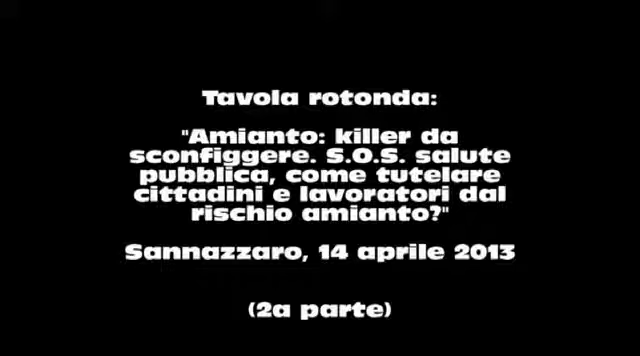 Tavola rotonda:
"Amianto: killer da
sconfiggere. S.O.S. salute
pubblica, come tutelare
cittadini e lavoratori dal
rischio amianto?"
Sannazzaro, 14 aprile 2013
(2a parte)